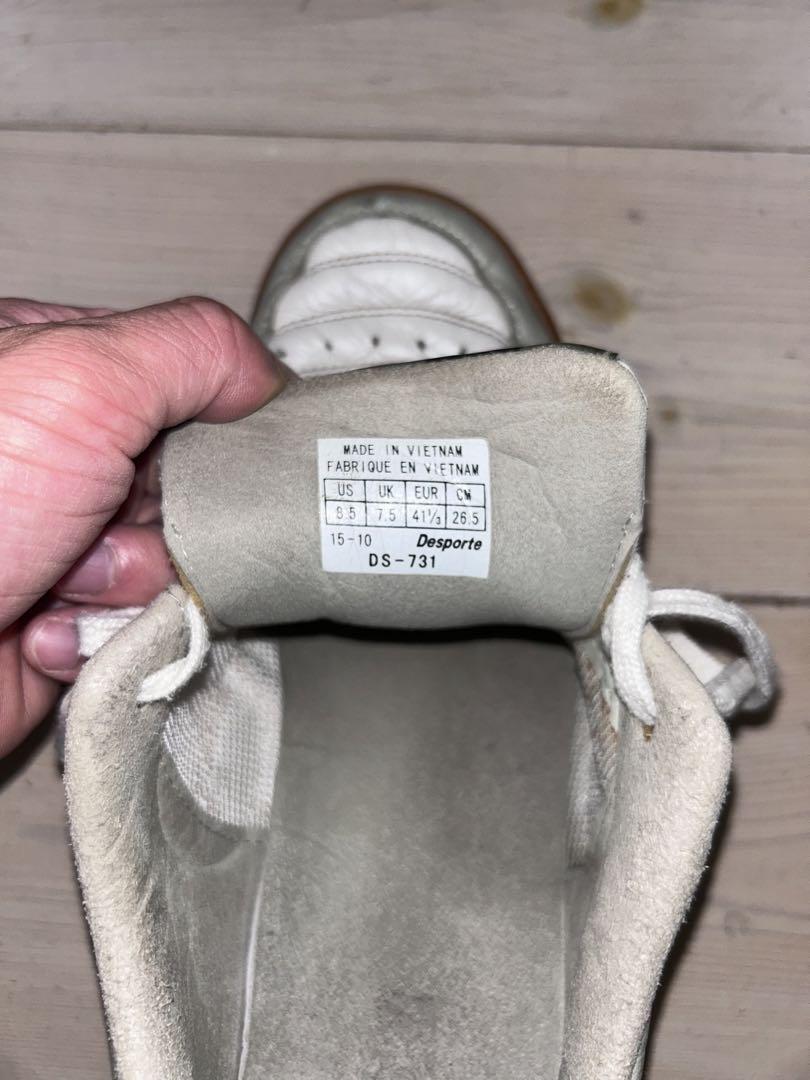 MADE IN VIETNAM
FABRIQUE EN VIETNAM
US UK EUR CM
8.5 7.5 41⅓ 26.5
15-10 Desporte
DS-731